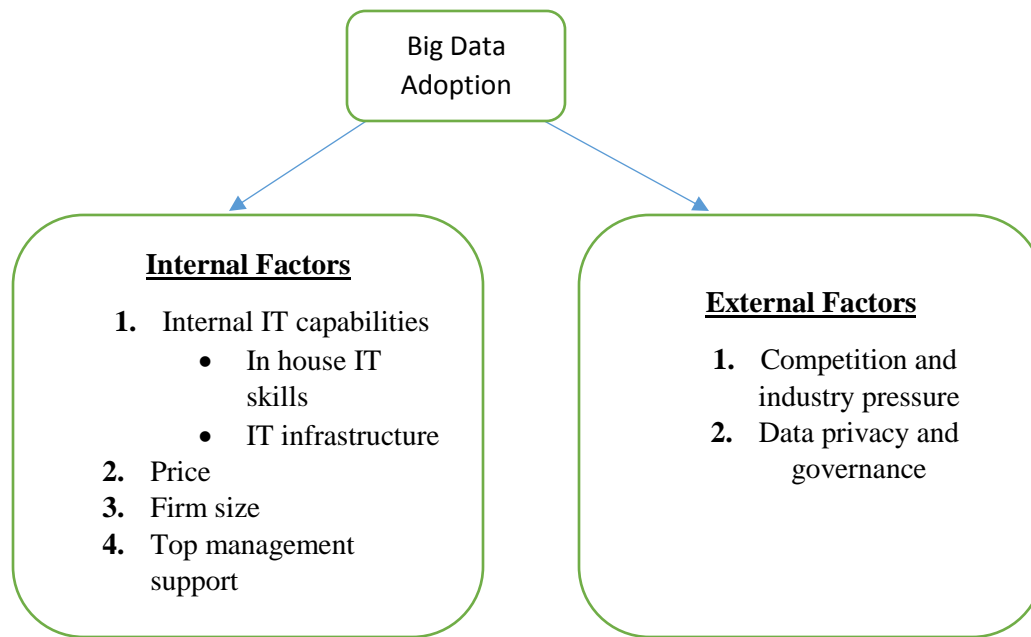 Big Data
Adoption
Internal Factors
1. Internal IT capabilities
• In house IT
skills
• IT infrastructure
2. Price
3. Firm size
4. Top management
support
External Factors
1. Competition and
industry pressure
2. Data privacy and
governance